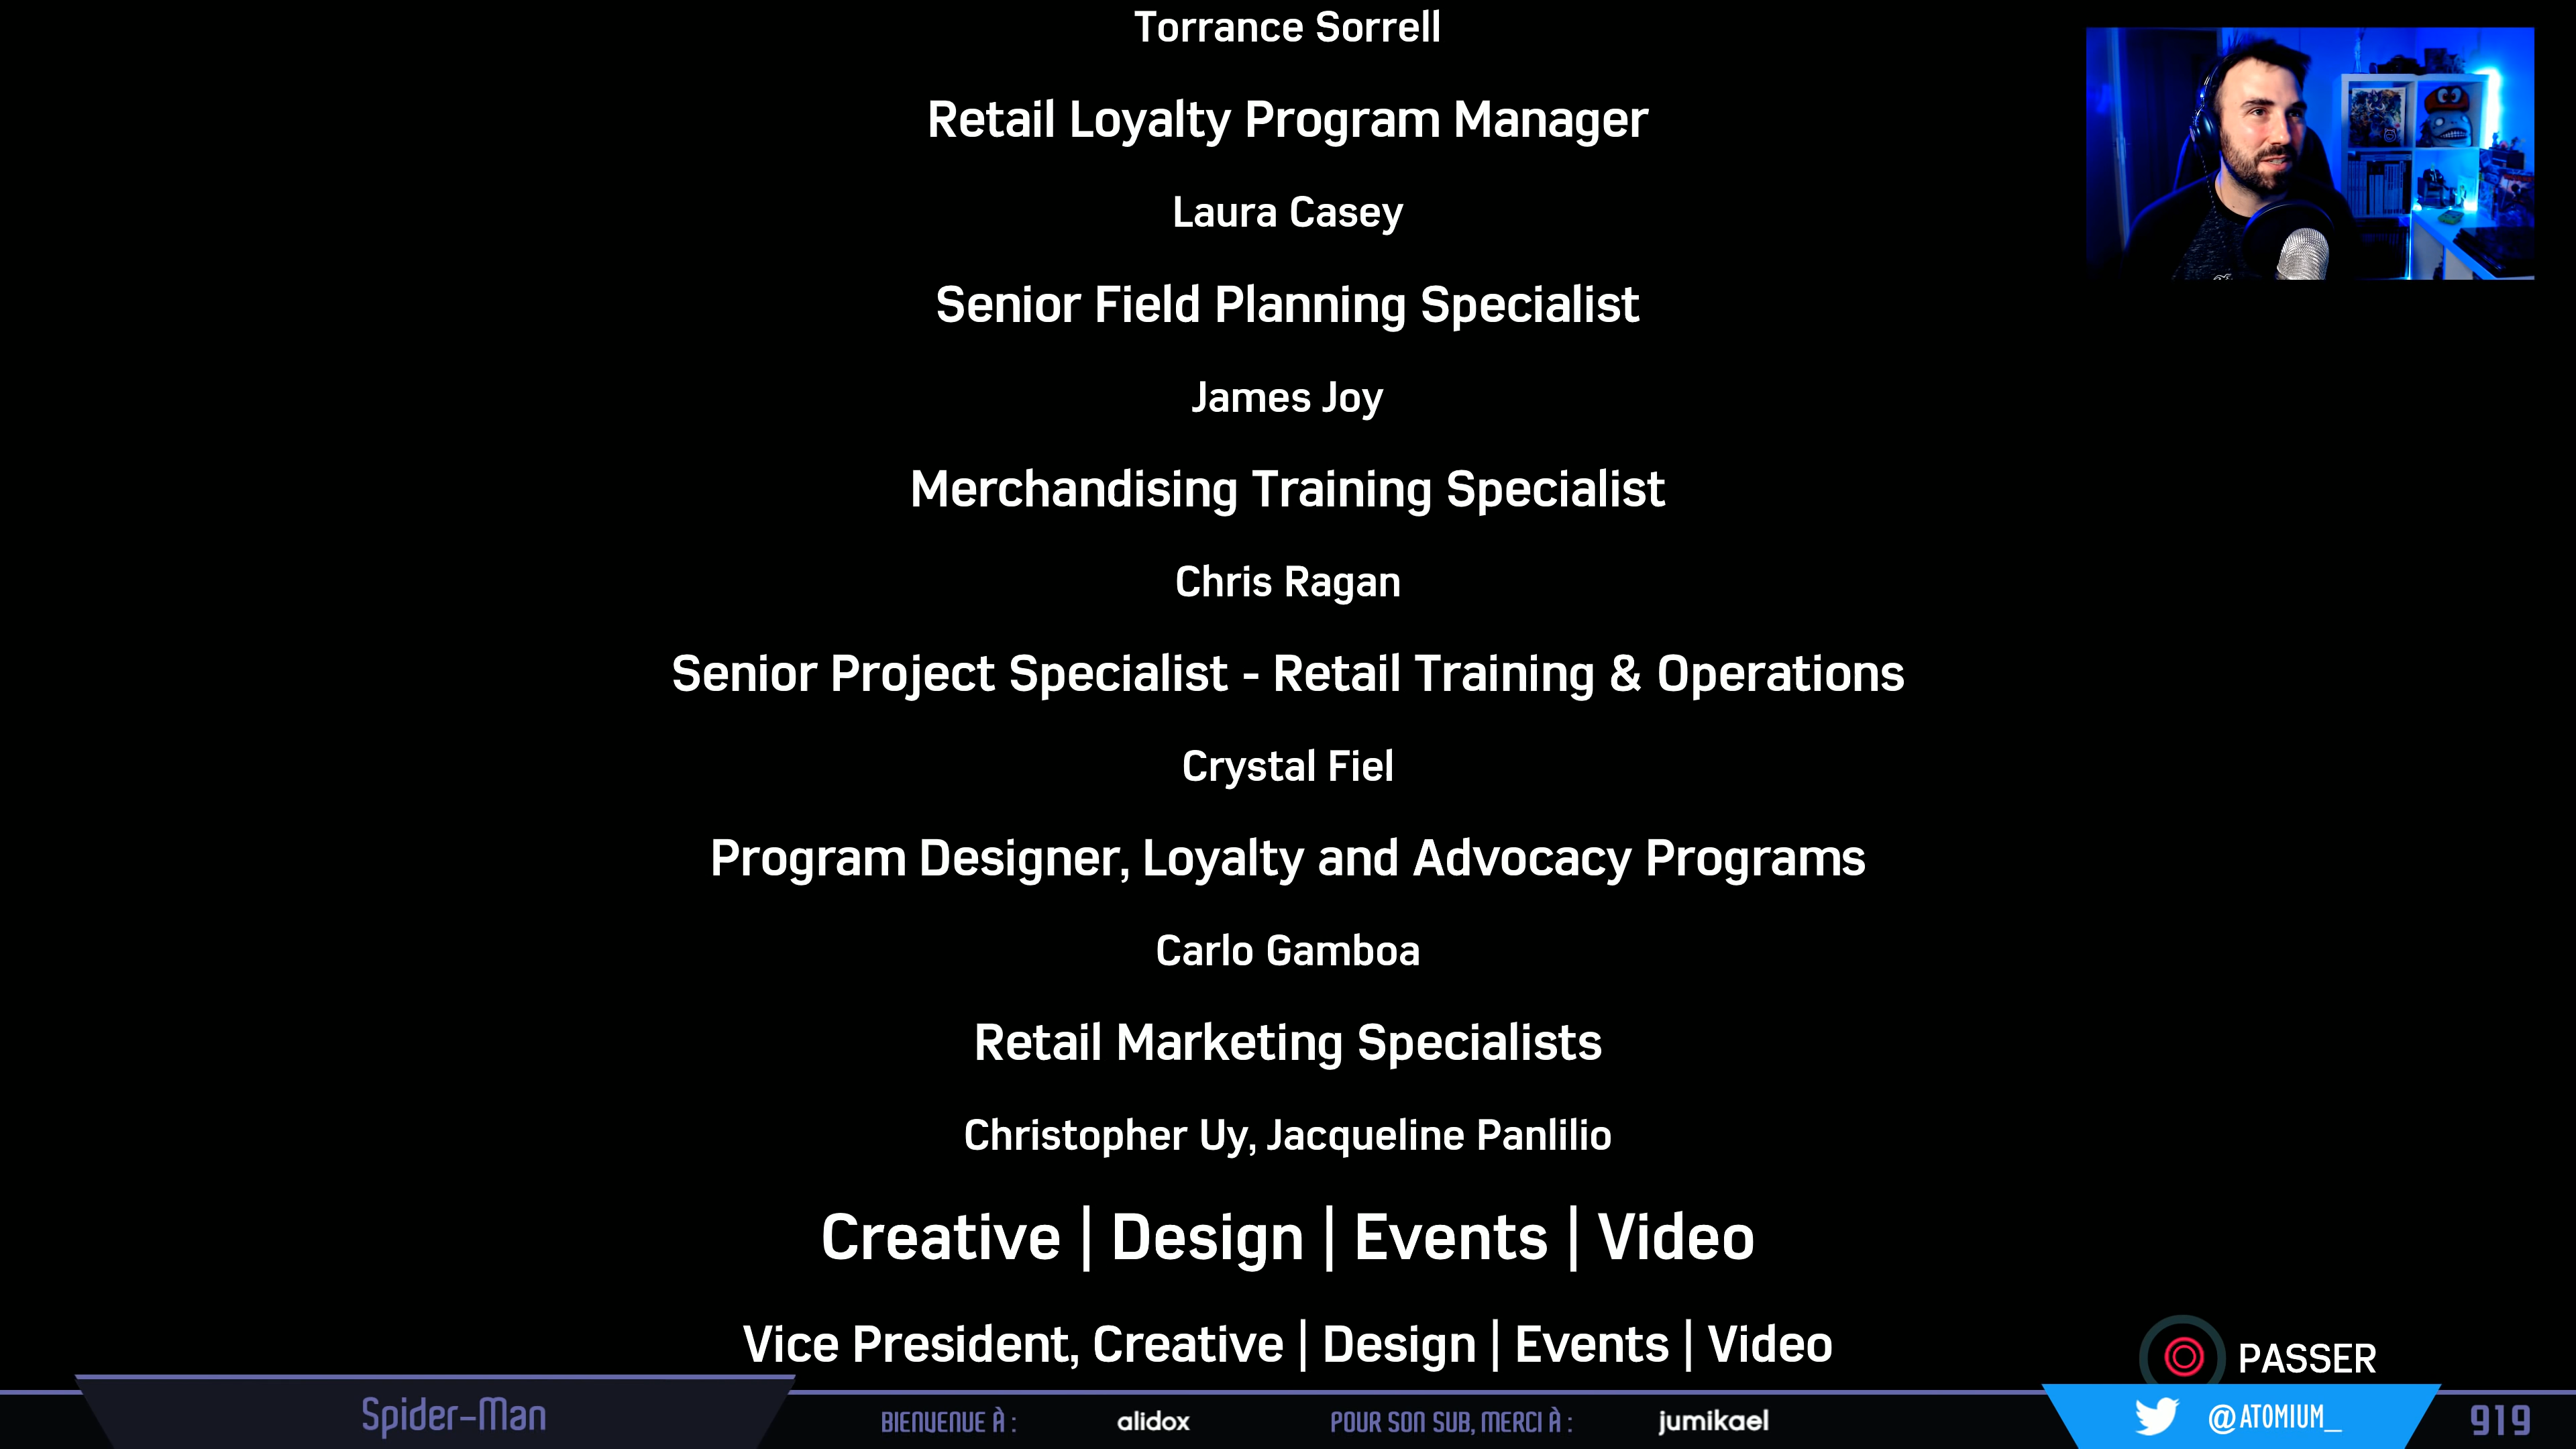 Torrance Sorrell
Retail Loyalty Program Manager
Laura Casey
Senior Field Planning Specialist
James Joy
Merchandising Training Specialist
Chris Ragan
Senior Project Specialist - Retail Training & Operations
Crystal Fiel
Program Designer, Loyalty and Advocacy Programs
Carlo Gamboa
Retail Marketing Specialists
Christopher Uy, Jacqueline Panlilio
Creative | Design | Events | Video
Vice President, Creative | Design | Events | Video
PASSER
Spider-Man
BIENVENUE À : alidox
POUR SON SUB, MERCI À : jumikael
@ATOMIUM_
919